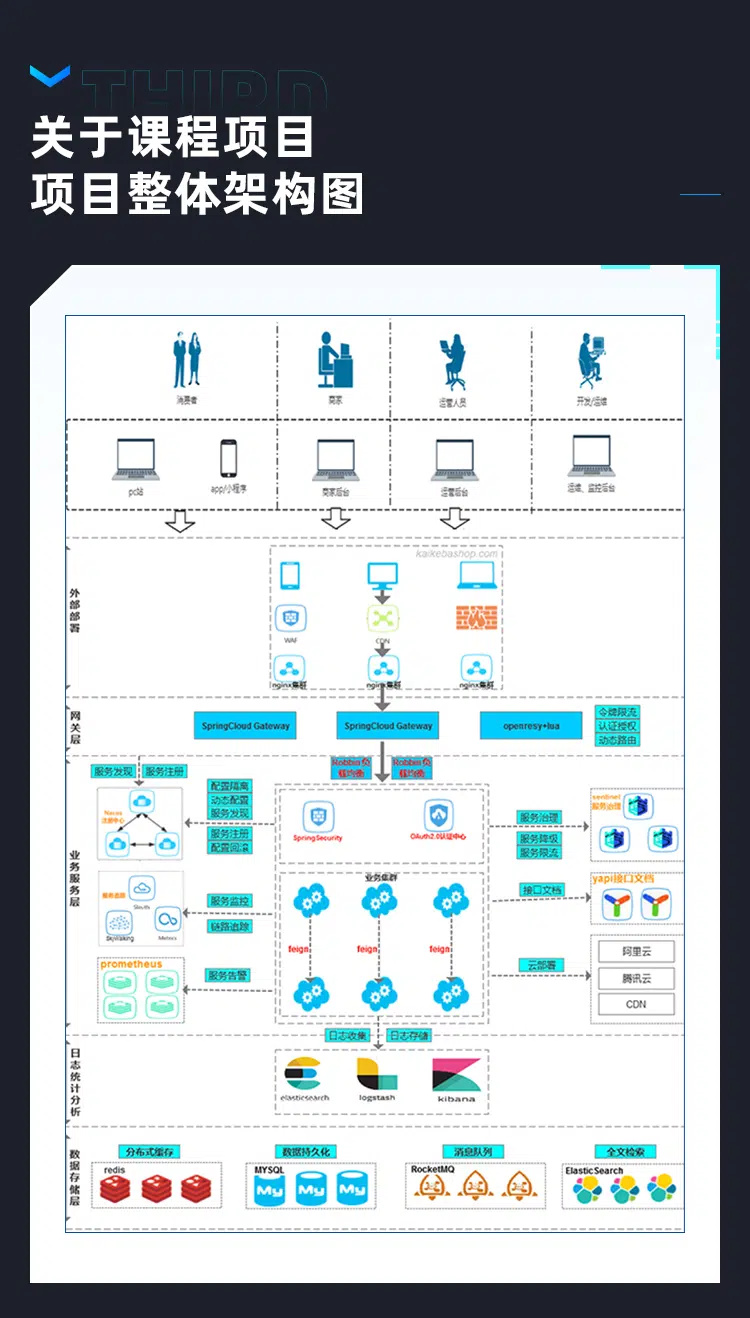 THIRD
关于课程项目
项目整体架构图
消费者
商家
运营人员
开发/运维
pc站
app/小程序
商家后台
运营后台
运维、监控后台
kaikebashop.com
外部部署
WAF
CDN
nginx集群
nginx集群
nginx集群
网关层
SpringCloud Gateway
SpringCloud Gateway
openresy+lua
令牌限流
认证授权
动态路由
Robbin负载均衡
Robbin负载均衡
业务服务层
服务发现
服务注册
Nacos
注册中心
配置隔离
动态配置
服务发现
服务注册
配置回滚
SpringSecurity
OAuth2.0认证中心
服务治理
服务降级
服务限流
sentinel
服务治理
服务追踪
Sleuth
SkyWalking
Metrics
服务监控
链路追踪
业务集群
feign
feign
feign
接口文档
yapi接口文档
prometheus
服务告警
云部署
阿里云
腾讯云
CDN
日志收集
日志存储
日志统计分析
elasticsearch
logstash
kibana
数据存储层
分布式缓存
数据持久化
消息队列
全文检索
redis
MYSQL
My
My
My
RocketMQ
ElasticSearch